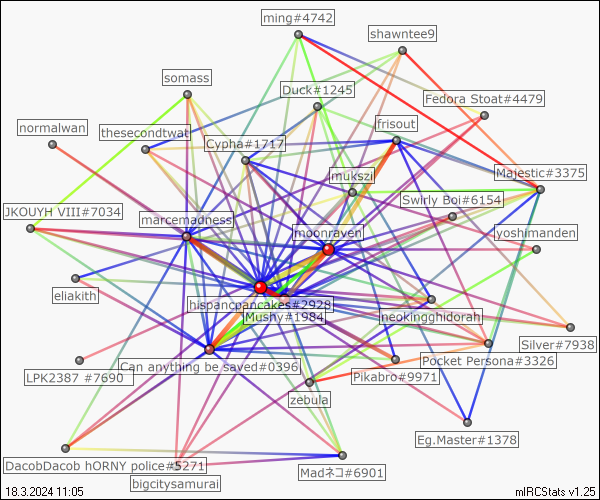 ming#4742
shawntee9
somass
Duck#1245
Fedora Stoat#4479
normalwan
thesecondtwat
frisout
Cypha#1717
Majestic#3375
mukszi
Swirly Boi#6154
JKOUYH VIII#7034
marcemadness
moonraven
yoshimanden
eliakith
hispancpancakes#2928
neokingghidorah
Mushy#1984
Silver#7938
Can anything be saved#0396
Pocket Persona#3326
LPK2387 #7690
Pikabro#9971
zebula
Eg.Master#1378
DacobDacob hORNY police#5271
Madネコ#6901
bigcitysamurai
18.3.2024 11:05
mIRCStats v1.25